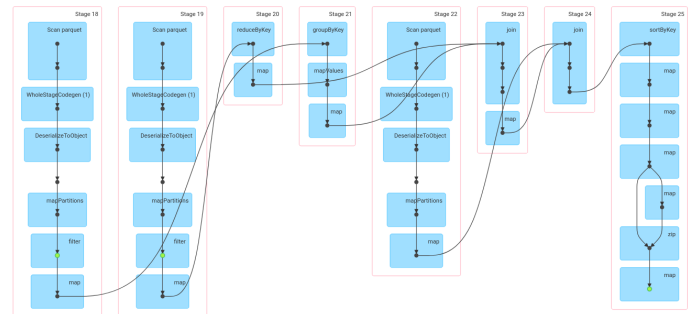 Stage 18
Scan parquet
WholeStageCodegen (1)
DeserializeToObject
mapPartitions
filter
map
Stage 19
Scan parquet
WholeStageCodegen (1)
DeserializeToObject
mapPartitions
filter
map
Stage 20
reduceByKey
map
Stage 21
groupByKey
mapValues
map
Stage 22
Scan parquet
WholeStageCodegen (1)
DeserializeToObject
mapPartitions
map
Stage 23
join
map
Stage 24
join
Stage 25
sortByKey
map
map
map
map
zip
map